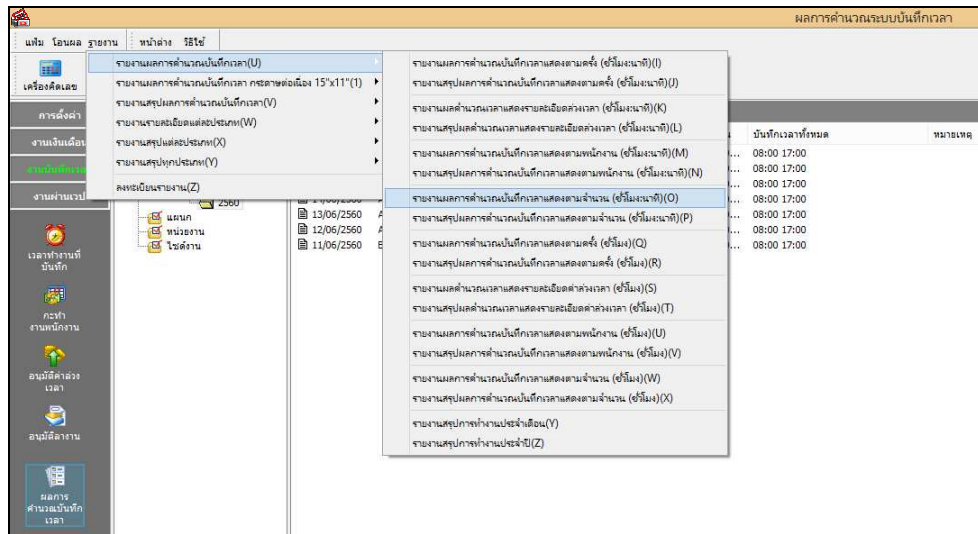 ผลการคำนวณระบบบันทึกเวลา
แฟ้ม โอนผล รายงาน หน้าต่าง วิธีใช้
เครื่องคิดเลข
การตั้งค่า
งานเงินเดือน
งานผ่านเวป
เวลาทำงานที่
บันทึก
กะทำ
งานพนักงาน
อนุมัติค่าล่วง
เวลา
อนุมัติลางาน
ผลการ
คำนวณบันทึก
เวลา
รายงานผลการคำนวณบันทึกเวลา(U)
รายงานผลการคำนวณบันทึกเวลา กระดาษต่อเนื่อง 15"x11"(1)
รายงานสรุปผลการคำนวณบันทึกเวลา(V)
รายงานรายละเอียดแต่ละประเภท(W)
รายงานสรุปแต่ละประเภท(X)
รายงานสรุปทุกประเภท(Y)
ลงทะเบียนรายงาน(Z)
2560
แผนก
หน่วยงาน
ไซด์งาน
13/06/2560
12/06/2560
11/06/2560
รายงานผลการคำนวณบันทึกเวลาแสดงตามครั้ง (ชั่วโมง:นาที)(I)
รายงานสรุปผลการคำนวณบันทึกเวลาแสดงตามครั้ง (ชั่วโมง:นาที)(J)
รายงานผลคำนวณเวลาแสดงรายละเอียดล่วงเวลา (ชั่วโมง:นาที)(K)
รายงานสรุปผลคำนวณเวลาแสดงรายละเอียดล่วงเวลา (ชั่วโมง:นาที)(L)
รายงานผลการคำนวณบันทึกเวลาแสดงตามพนักงาน (ชั่วโมง:นาที)(M)
รายงานสรุปผลการคำนวณบันทึกเวลาแสดงตามพนักงาน (ชั่วโมง:นาที)(N)
รายงานผลการคำนวณบันทึกเวลาแสดงตามจำนวน (ชั่วโมง:นาที)(O)
รายงานสรุปผลการคำนวณบันทึกเวลาแสดงตามจำนวน (ชั่วโมง:นาที)(P)
รายงานผลการคำนวณบันทึกเวลาแสดงตามครั้ง (ชั่วโมง)(Q)
รายงานสรุปผลการคำนวณบันทึกเวลาแสดงตามครั้ง (ชั่วโมง)(R)
รายงานผลคำนวณเวลาแสดงรายละเอียดค่าล่วงเวลา (ชั่วโมง)(S)
รายงานสรุปผลคำนวณเวลาแสดงรายละเอียดค่าล่วงเวลา (ชั่วโมง)(T)
รายงานผลการคำนวณบันทึกเวลาแสดงตามพนักงาน (ชั่วโมง)(U)
รายงานสรุปผลการคำนวณบันทึกเวลาแสดงตามพนักงาน (ชั่วโมง)(V)
รายงานผลการคำนวณบันทึกเวลาแสดงตามจำนวน (ชั่วโมง)(W)
รายงานสรุปผลการคำนวณบันทึกเวลาแสดงตามจำนวน (ชั่วโมง)(X)
รายงานสรุปการทำงานประจำเดือน(Y)
รายงานสรุปการทำงานประจำปี(Z)
บันทึกเวลาทั้งหมด หมายเหตุ
08:00 17:00
08:00 17:00
08:00 17:00
08:00 17:00
08:00 17:00
08:00 17:00
08:00 17:00